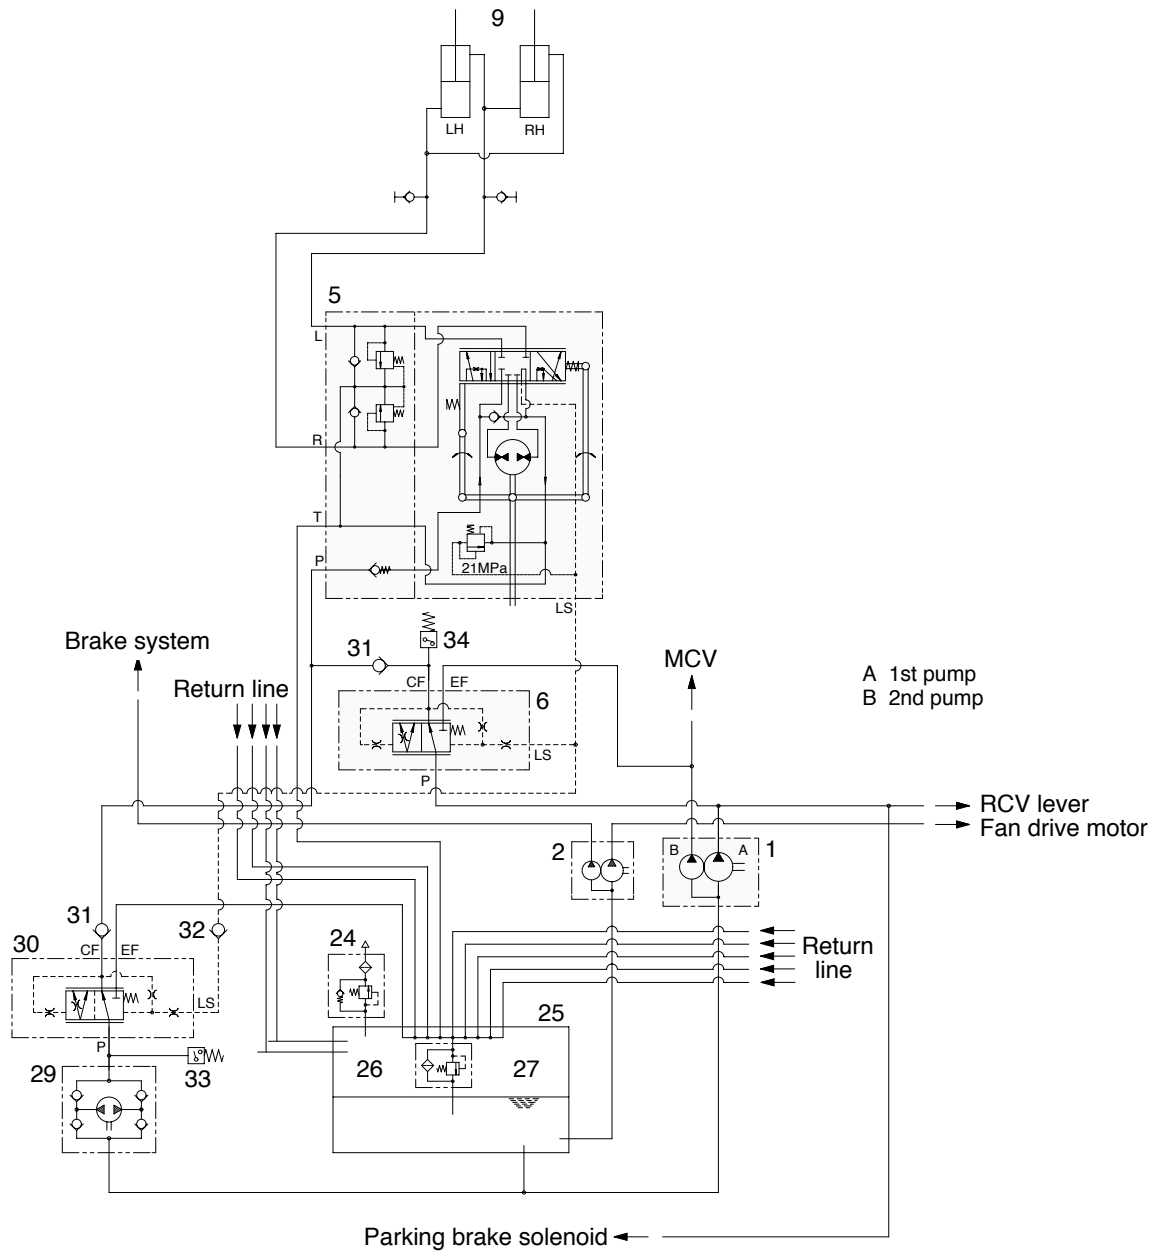 9
LH RH
5
L
R
T
P
21MPa
LS
Brake system
31 34
MCV
A 1st pump
B 2nd pump
Return line
CF EF
6
LS
P
RCV lever
Fan drive motor
2
B A 1
31
32
30
CF EF
24
Return
line
LS
25
P
26 27
29 33
Parking brake solenoid